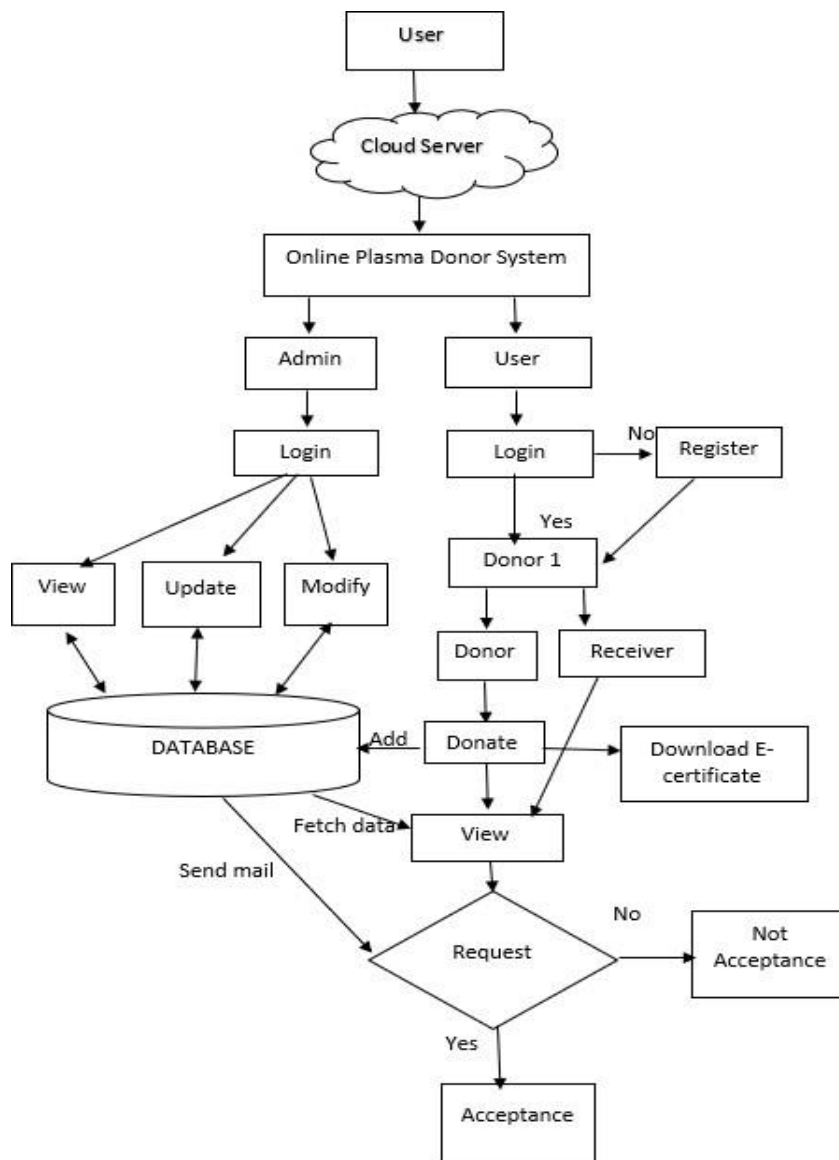 User
Cloud Server
Online Plasma Donor System
Admin
User
Login
Login
No
Register
Yes
Donor 1
View
Update
Modify
Donor
Receiver
DATABASE
Add
Donate
Download E-
certificate
Fetch data
View
Send mail
Request
No
Not
Acceptance
Yes
Acceptance